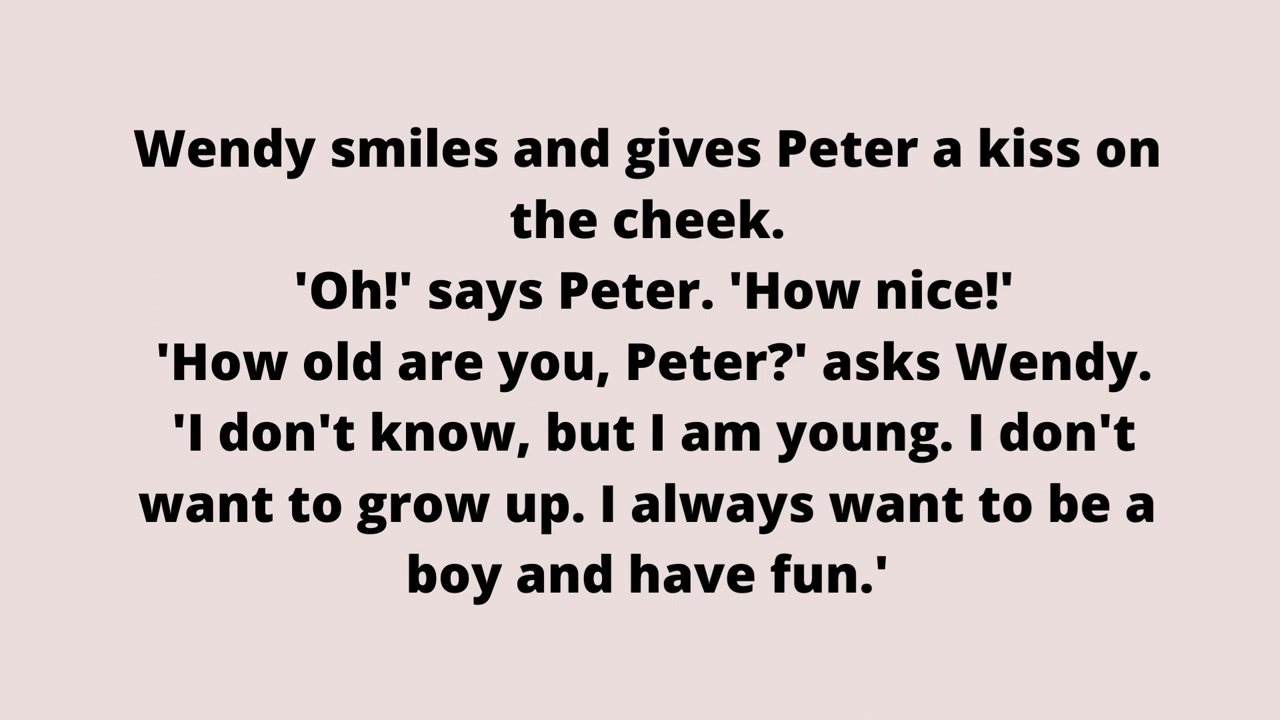 Wendy smiles and gives Peter a kiss on
the cheek.
'Oh!' says Peter. 'How nice!'
'How old are you, Peter?' asks Wendy.
'I don't know, but I am young. I don't
want to grow up. I always want to be a
boy and have fun.'